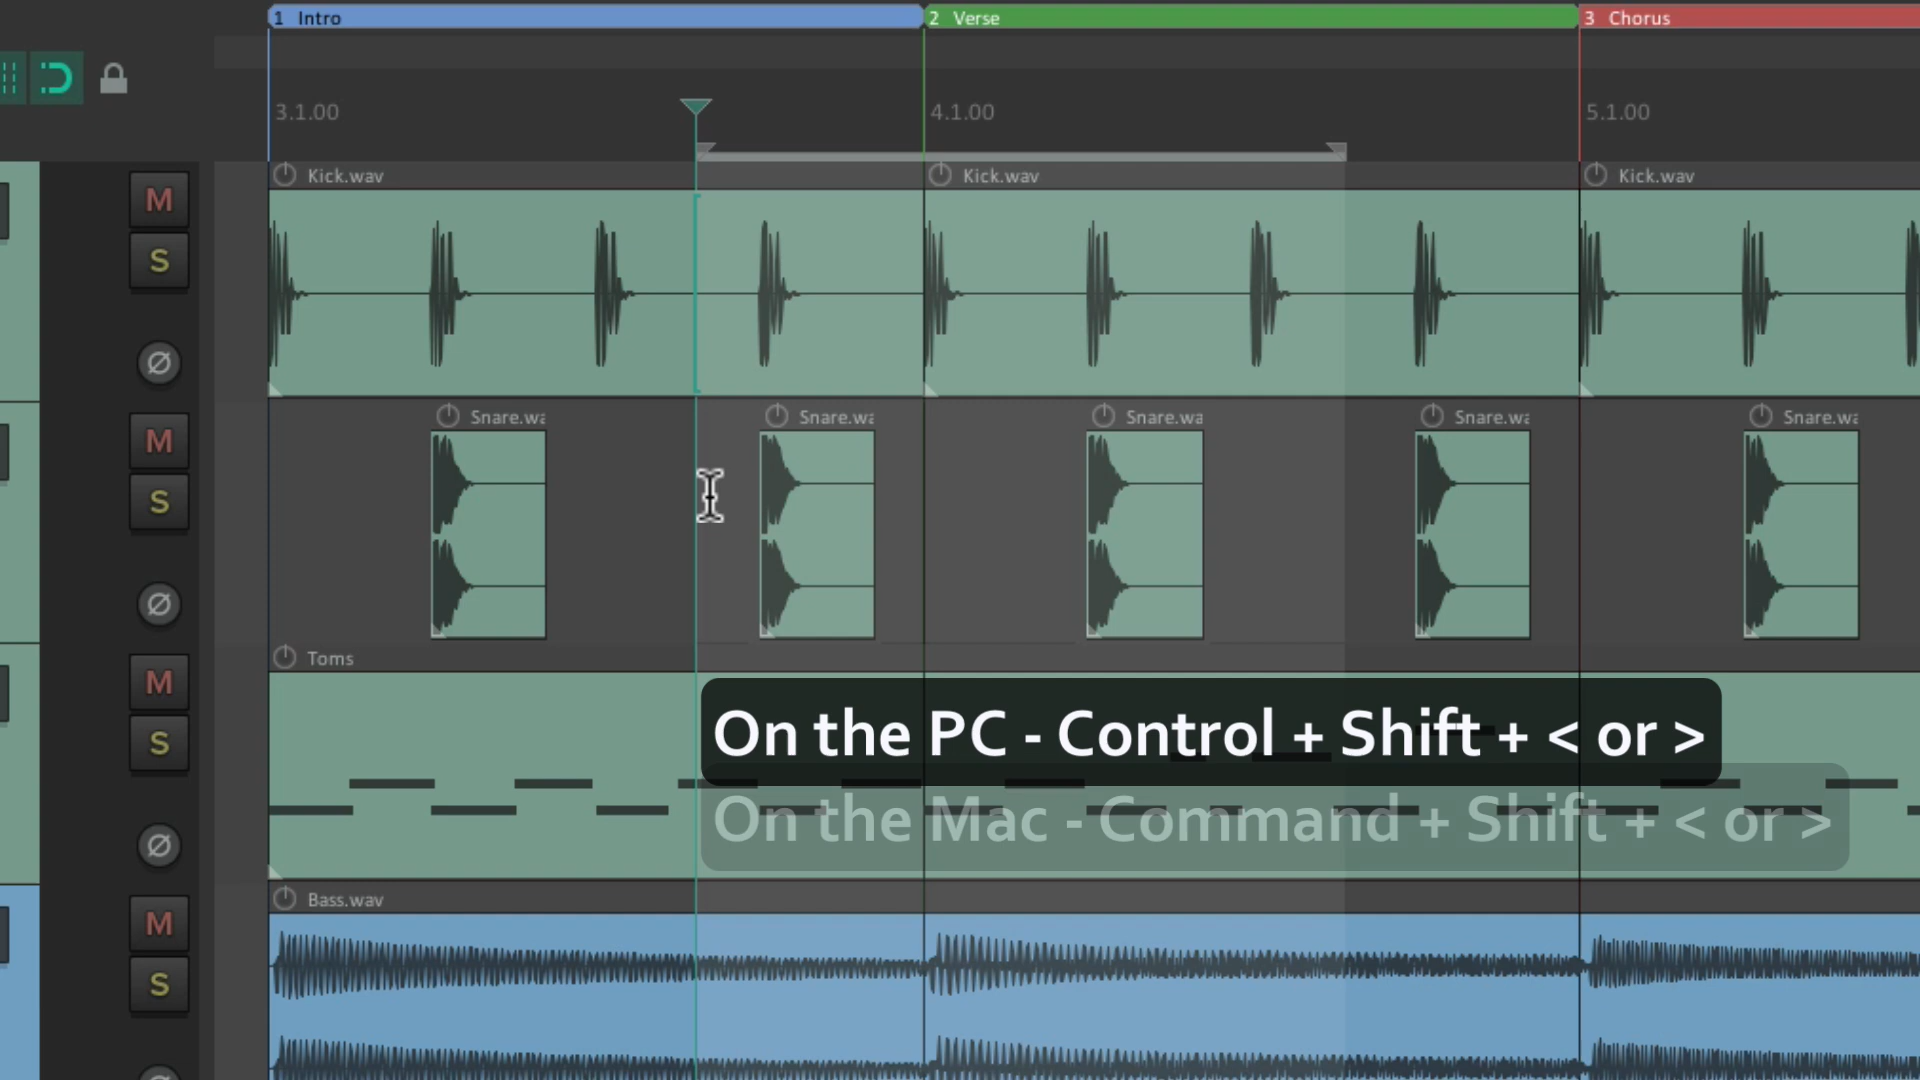 1 Intro
2 Verse
3 Chorus
3.1.00
4.1.00
5.1.00
Kick.wav
Kick.wav
Kick.wav
M
S
Ø
Snare.wa
Snare.wa
Snare.wa
Snare.wa
Snare.wa
M
S
Ø
Toms
M
S
Ø
On the PC - Control + Shift + < or >
On the Mac - Command + Shift + < or >
Bass.wav
M
S